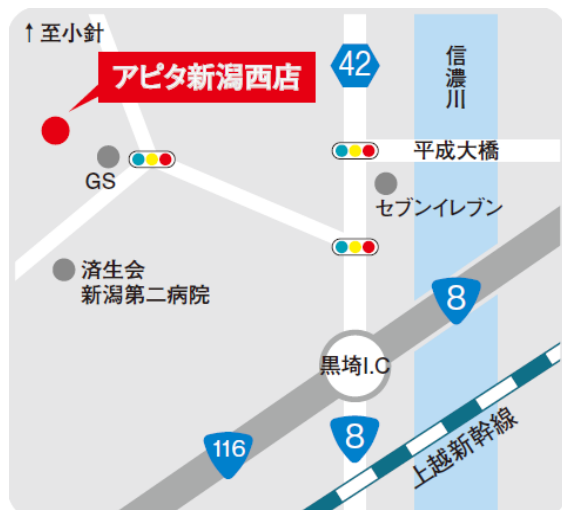 ↑至小針
アピタ新潟西店
42
信濃川
平成大橋
GS
セブンイレブン
済生会
新潟第二病院
8
黒埼I.C
8
116
上越新幹線